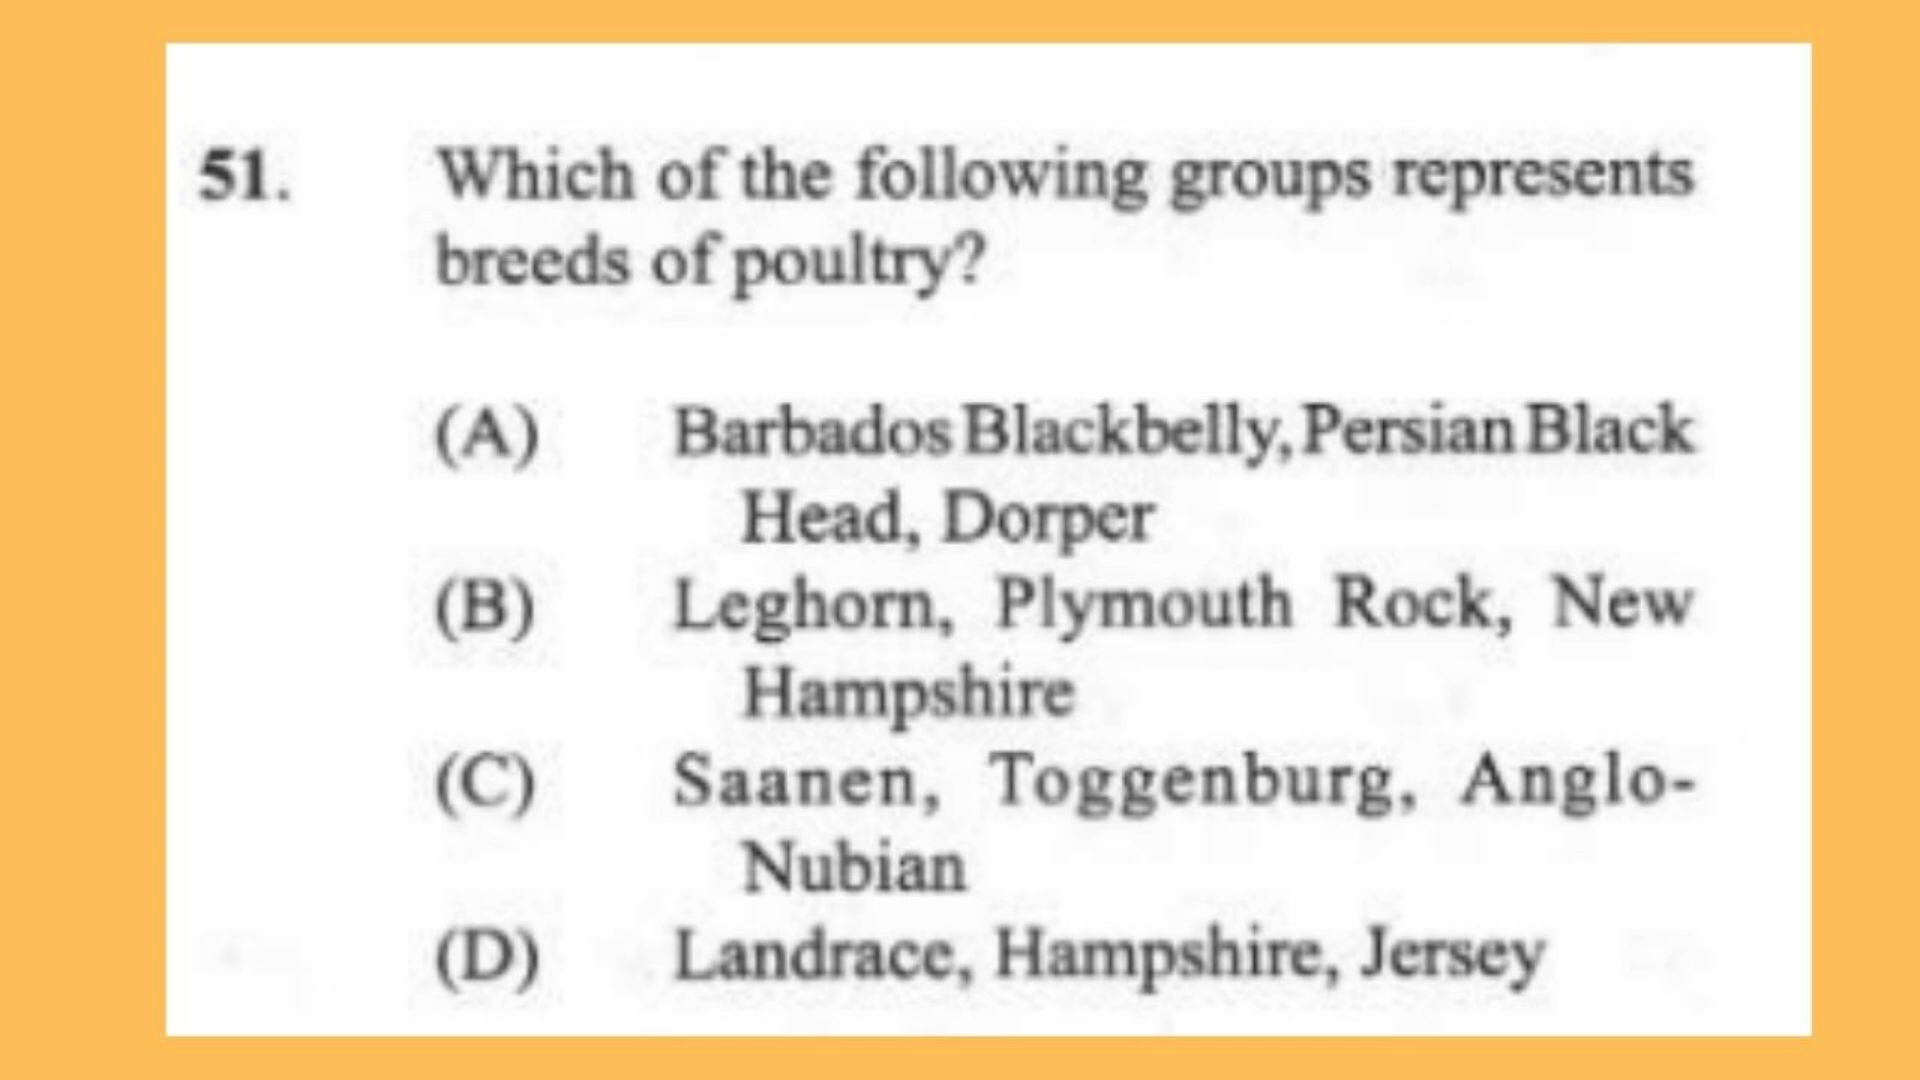 51. Which of the following groups represents
breeds of poultry?
(A) Barbados Blackbelly, Persian Black
Head, Dorper
(B) Leghorn, Plymouth Rock, New
Hampshire
(C) Saanen, Toggenburg, Anglo-
Nubian
(D) Landrace, Hampshire, Jersey